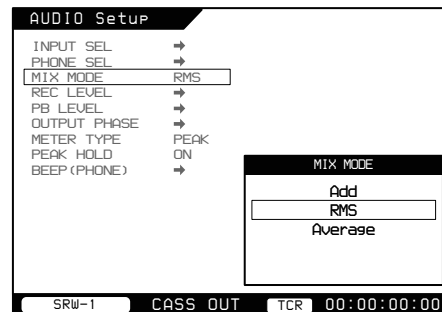 AUDIO Setup
INPUT SEL ➡
PHONE SEL ➡
MIX MODE RMS
REC LEVEL ➡
PB LEVEL ➡
OUTPUT PHASE ➡
METER TYPE PEAK
PEAK HOLD ON
BEEP(PHONE) ➡
MIX MODE
Add
RMS
Average
SRW-1 CASS OUT TCR 00:00:00:00